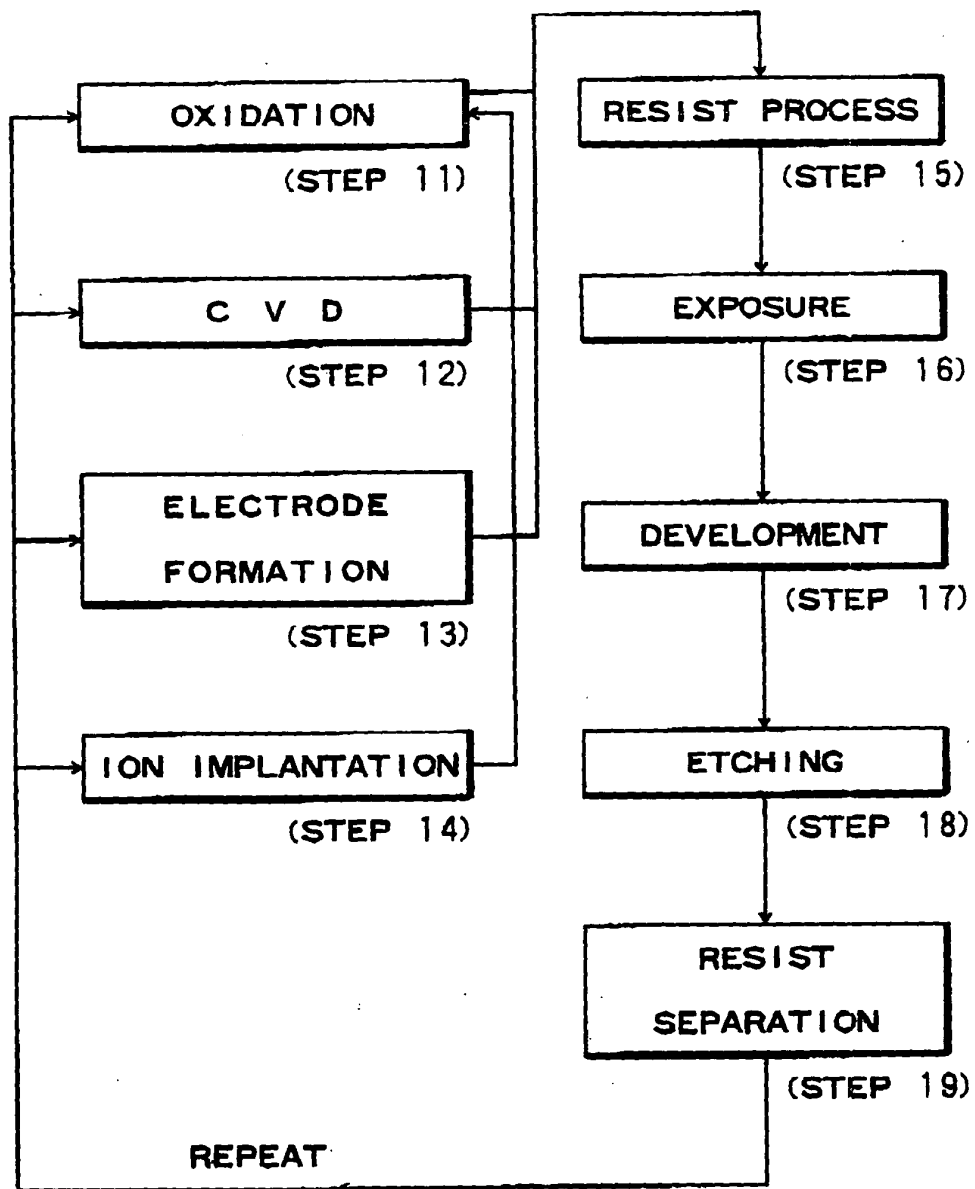 OXIDATION
(STEP 11)
C V D
(STEP 12)
ELECTRODE
FORMATION
(STEP 13)
ION IMPLANTATION
(STEP 14)
RESIST PROCESS
(STEP 15)
EXPOSURE
(STEP 16)
DEVELOPMENT
(STEP 17)
ETCHING
(STEP 18)
RESIST
SEPARATION
(STEP 19)
REPEAT